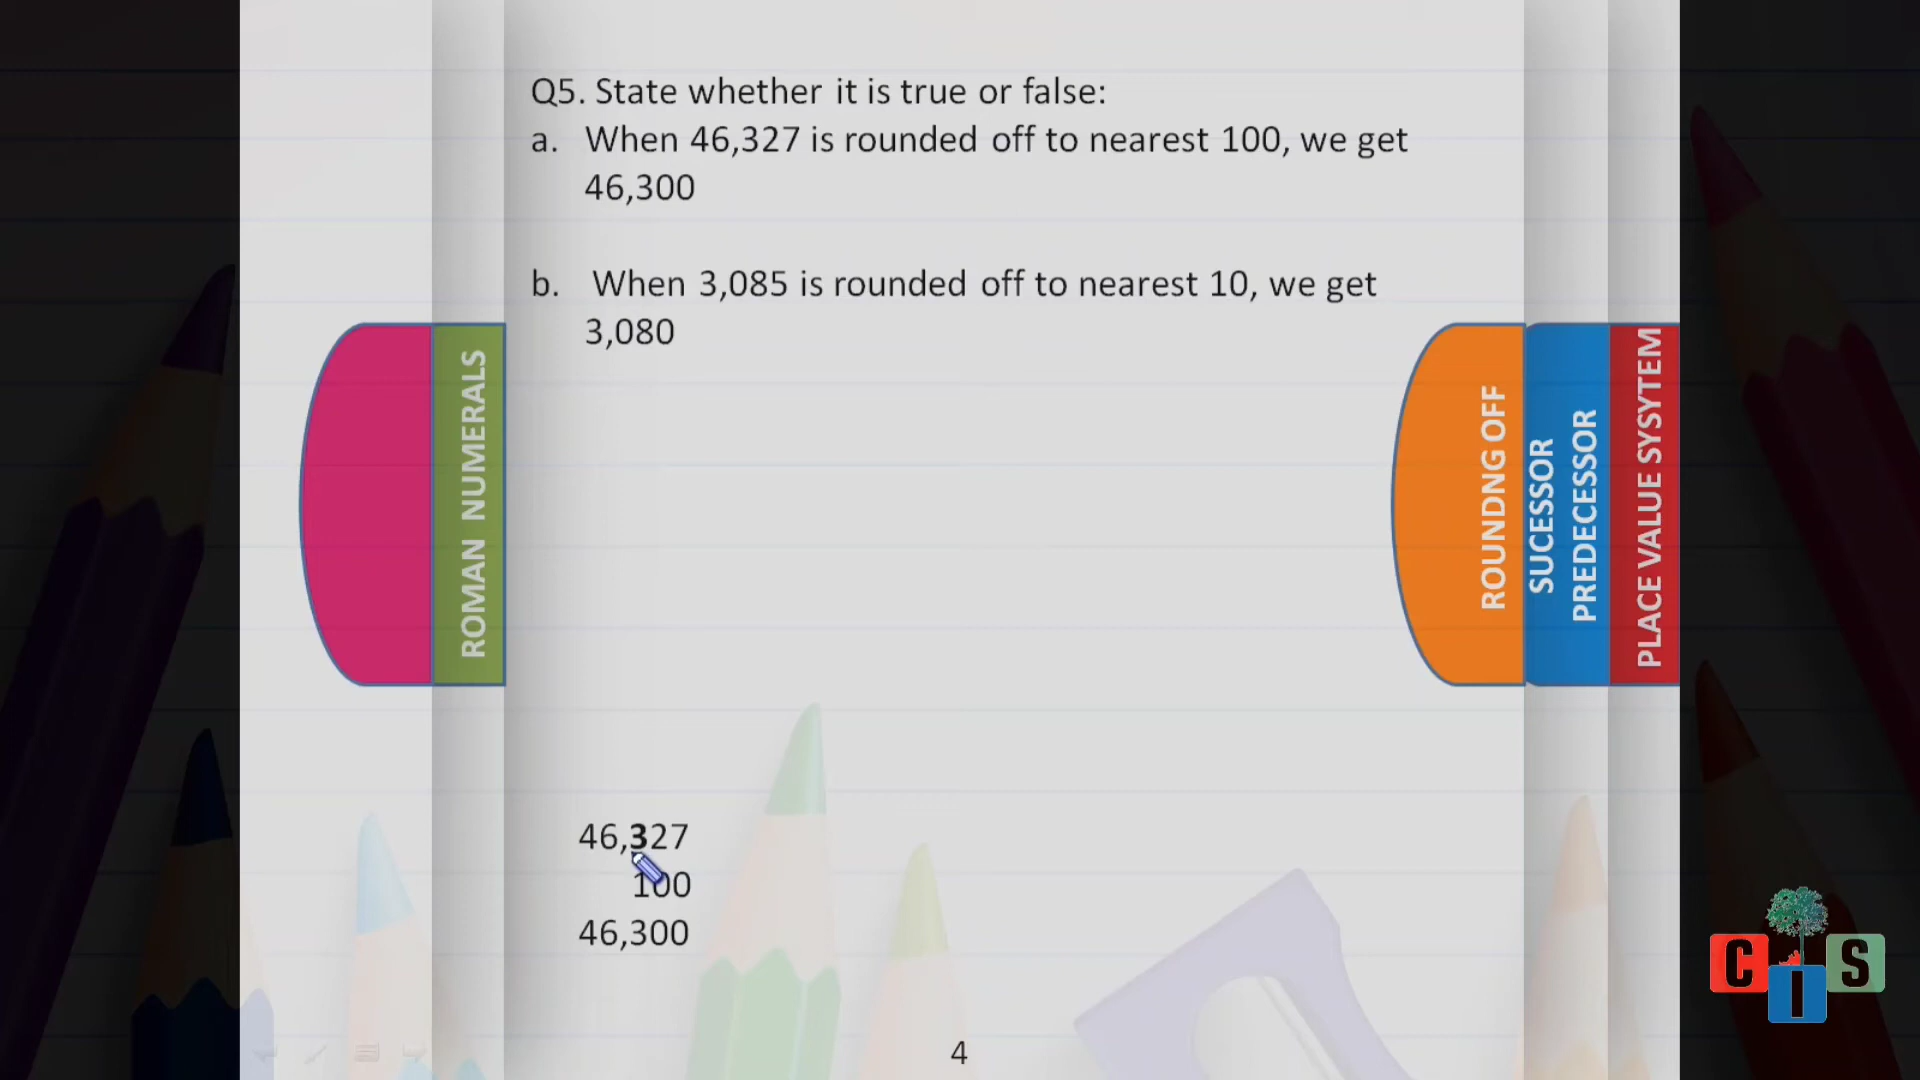 Q5. State whether it is true or false:
a. When 46,327 is rounded off to nearest 100, we get
46,300
b. When 3,085 is rounded off to nearest 10, we get
3,080
ROMAN NUMERALS
ROUNDNG OFF
SUCESSOR
PREDECESSOR
PLACE VALUE SYSYTEM
46,327
100
46,300
4
CIS